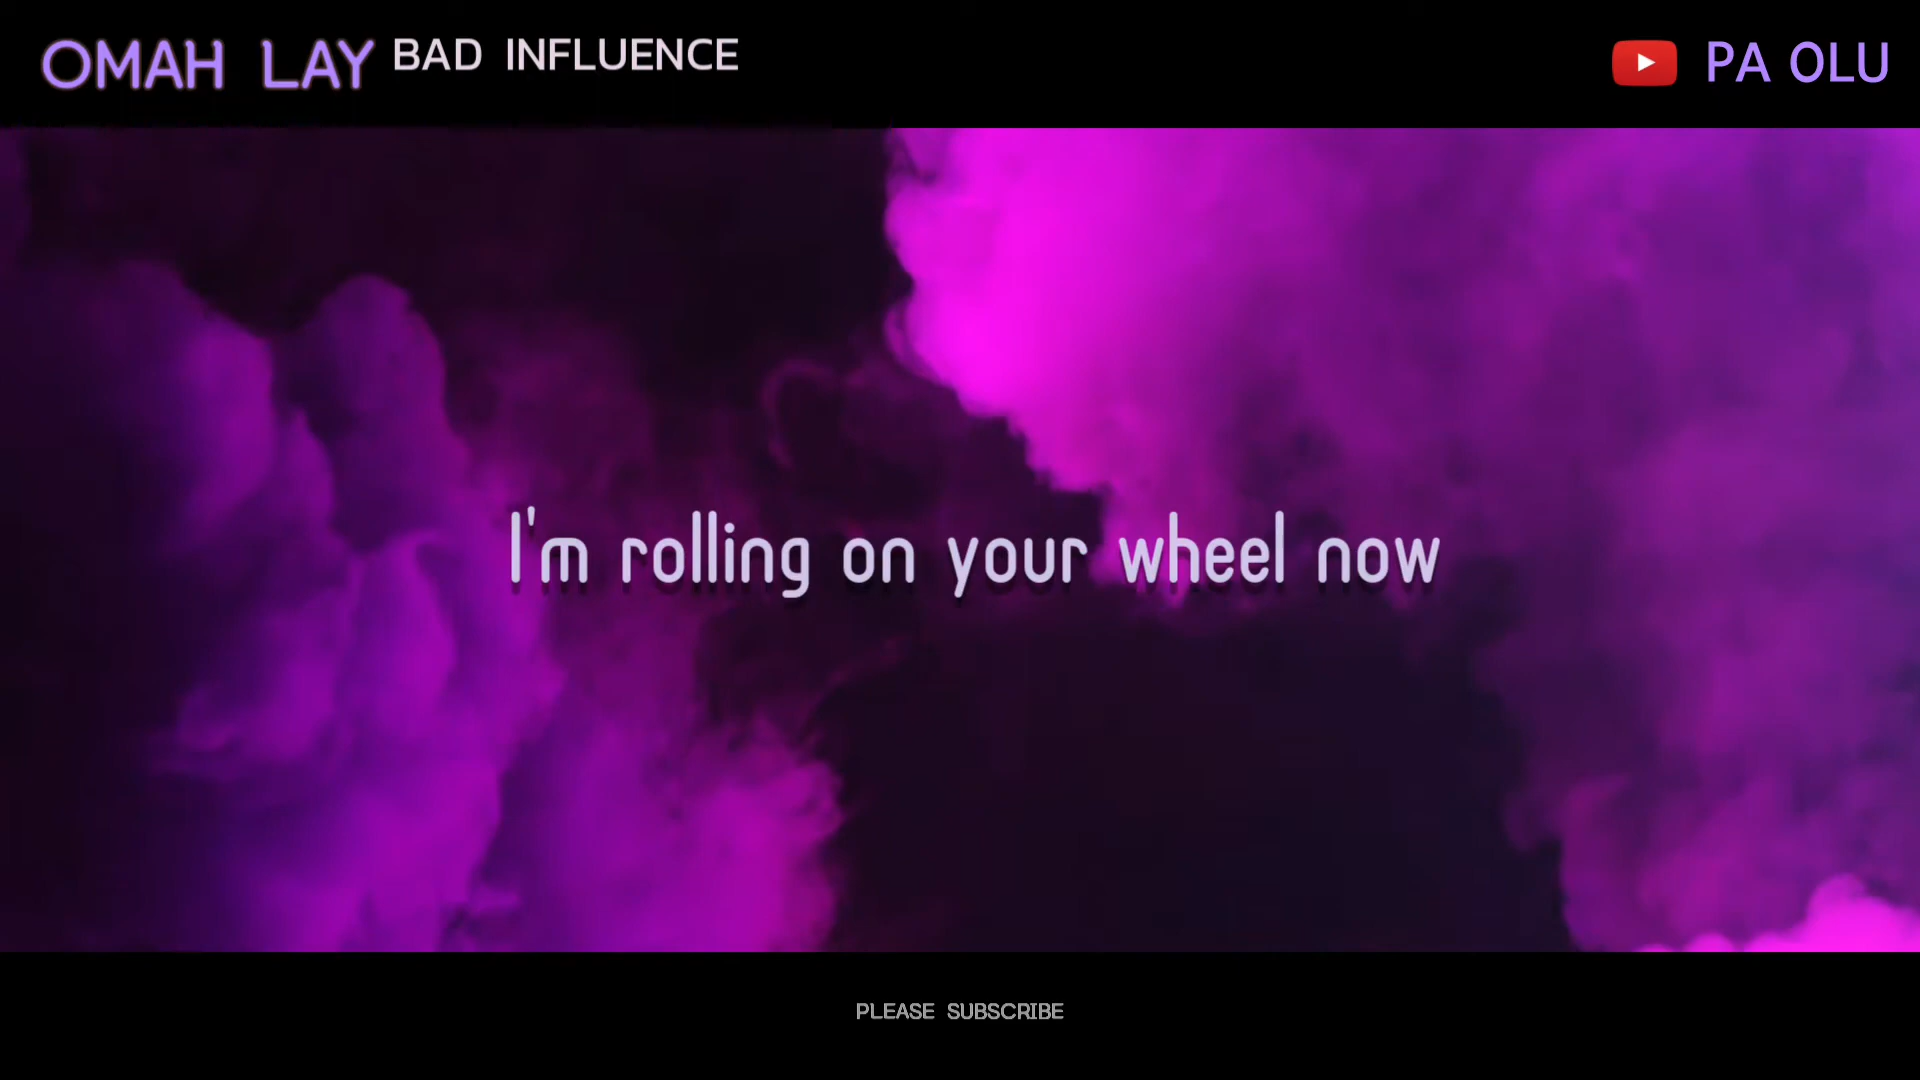 OMAH LAY BAD INFLUENCE
PA OLU
I'm rolling on your wheel now
PLEASE SUBSCRIBE